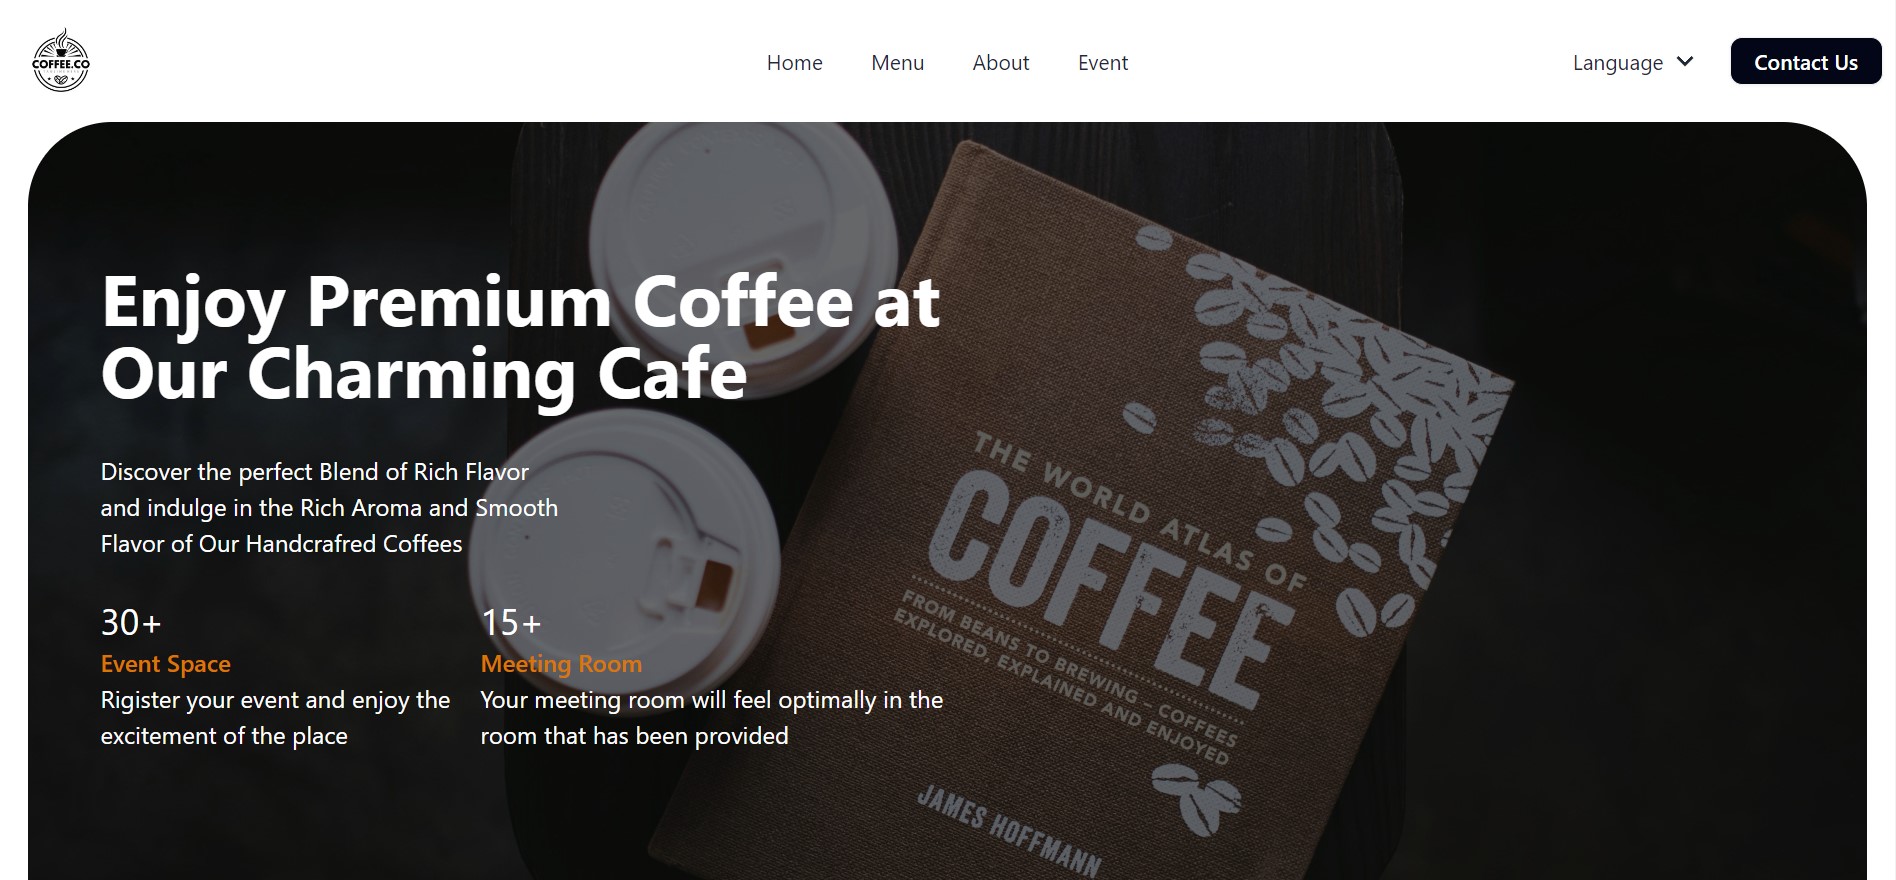 COFFEE.CO
Home Menu About Event
Language
Contact Us
Enjoy Premium Coffee at
Our Charming Cafe
Discover the perfect Blend of Rich Flavor
and indulge in the Rich Aroma and Smooth
Flavor of Our Handcrafred Coffees
30+
Event Space
Rigister your event and enjoy the
excitement of the place
15+
Meeting Room
Your meeting room will feel optimally in the
room that has been provided
THE WORLD ATLAS OF
COFFEE
FROM BEANS TO BREWING – COFFEES
EXPLORED, EXPLAINED AND ENJOYED
JAMES HOFFMANN